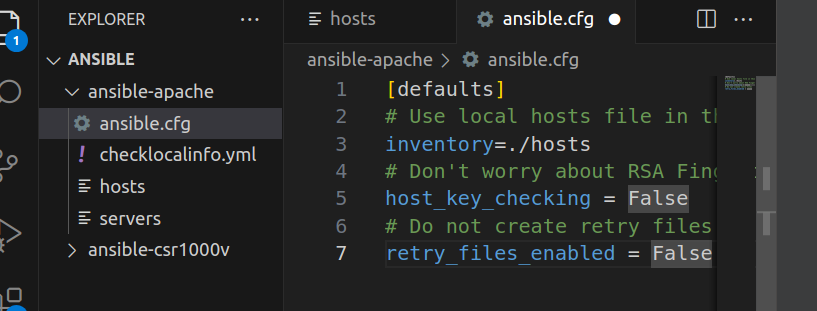 EXPLORER
ANSIBLE
ansible-apache
ansible.cfg
checklocalinfo.yml
hosts
servers
ansible-csr1000v
1
hosts
ansible.cfg
ansible-apache > ansible.cfg
1 [defaults]
2 # Use local hosts file in th
3 inventory=./hosts
4 # Don't worry about RSA Fing
5 host_key_checking = False
6 # Do not create retry files
7 retry_files_enabled = False